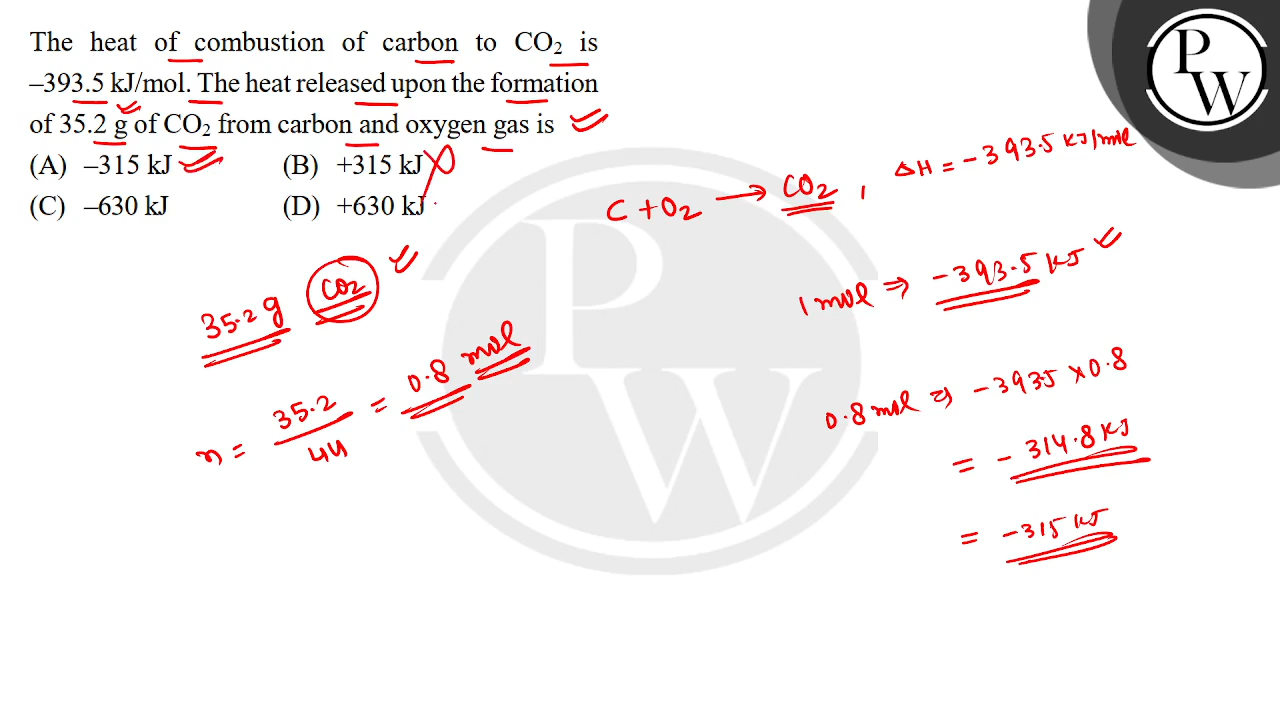 The heat of combustion of carbon to CO₂ is
–393.5 kJ/mol. The heat released upon the formation
of 35.2 g of CO₂ from carbon and oxygen gas is
(A) –315 kJ (B) +315 kJ
(C) –630 kJ (D) +630 kJ
P
W
C + O₂ → CO₂ , ΔH = -393.5 KJ/mol
35.2 g CO₂
n = 35.2/44 = 0.8 mol
1 mol ⇒ -393.5 KJ
0.8 mol ⇒ -3935 × 0.8
= - 314.8 KJ
= -315 KJ
P
W